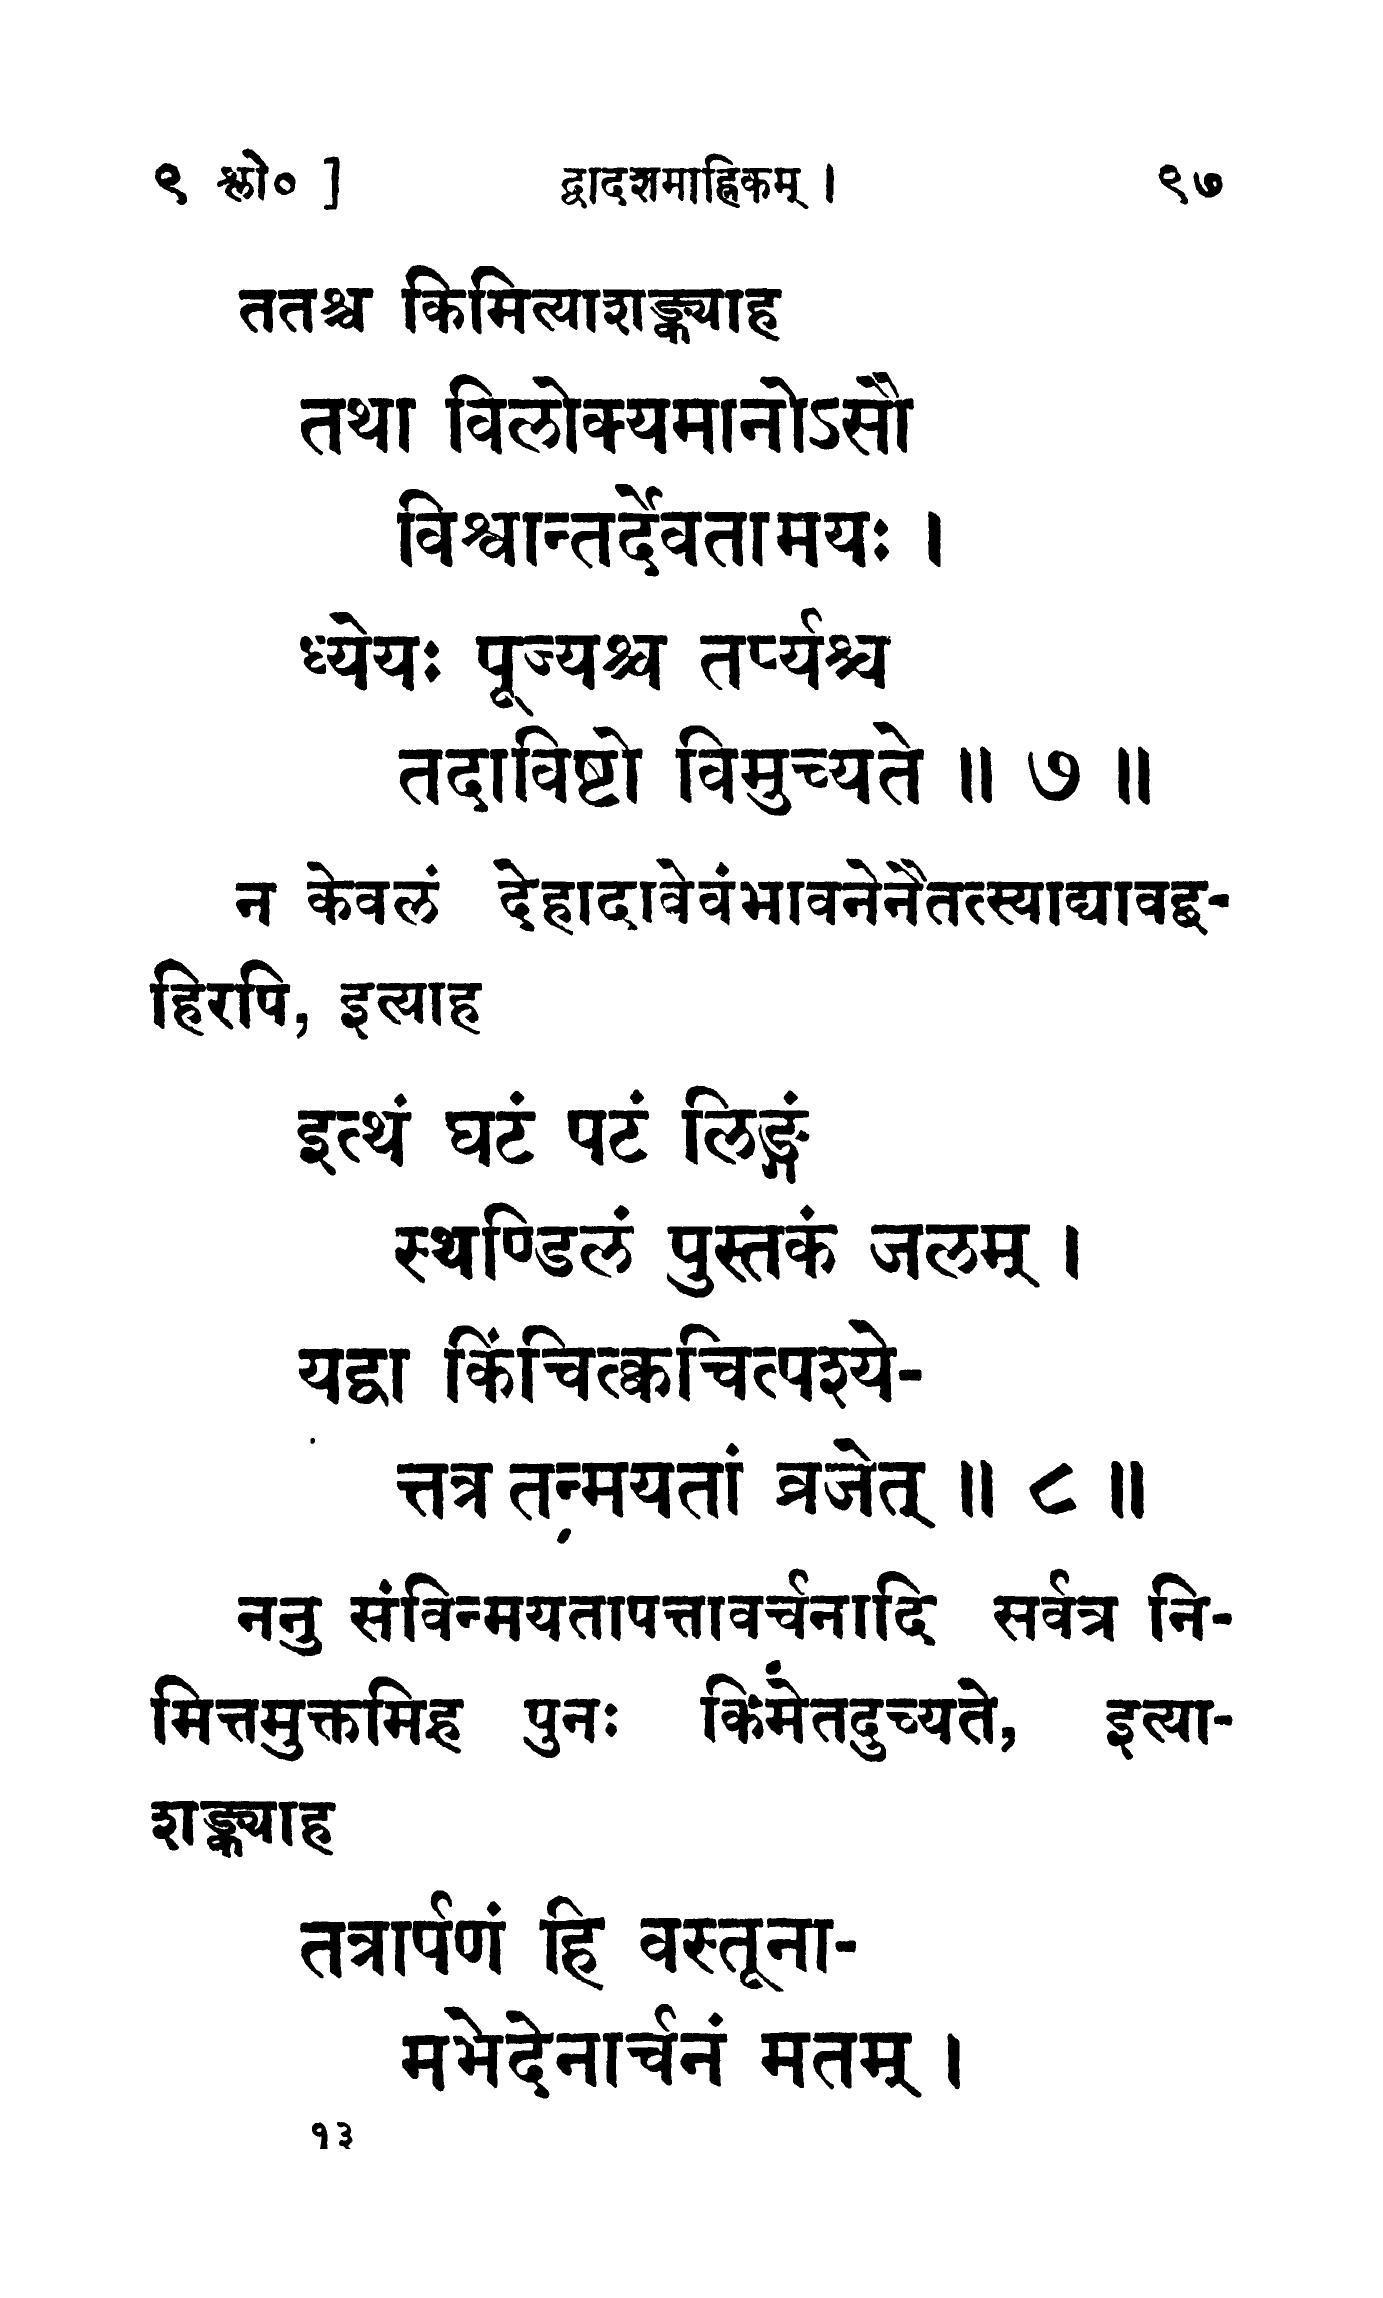 ९ श्लो० ] द्वादशमाह्निकम् । ९७
ततश्च किमित्याशङ्क्याह
तथा विलोक्यमानोऽसौ
विश्वान्तर्देवतामयः ।
ध्येयः पूज्यश्च तर्प्यश्च
तदाविष्टो विमुच्यते ॥ ७ ॥
न केवलं देहादावेवंभावनेनैतत्स्याद्यावद्ब-
हिरपि, इत्याह
इत्थं घटं पटं लिङ्गं
स्थण्डिलं पुस्तकं जलम् ।
यद्वा किंचित्क्वचित्पश्ये-
त्तत्र तन्मयतां व्रजेत् ॥ ८ ॥
ननु संविन्मयतापत्तावर्चनादि सर्वत्र नि-
मित्तमुक्तमिह पुनः किमेतदुच्यते, इत्या-
शङ्क्याह
तत्रार्पणं हि वस्तूना-
मभेदेनार्चनं मतम् ।
१३